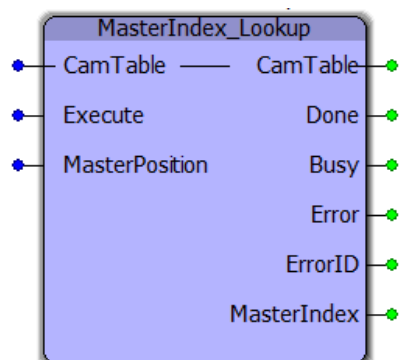 MasterIndex_Lookup
CamTable CamTable
Execute Done
MasterPosition Busy
Error
ErrorID
MasterIndex